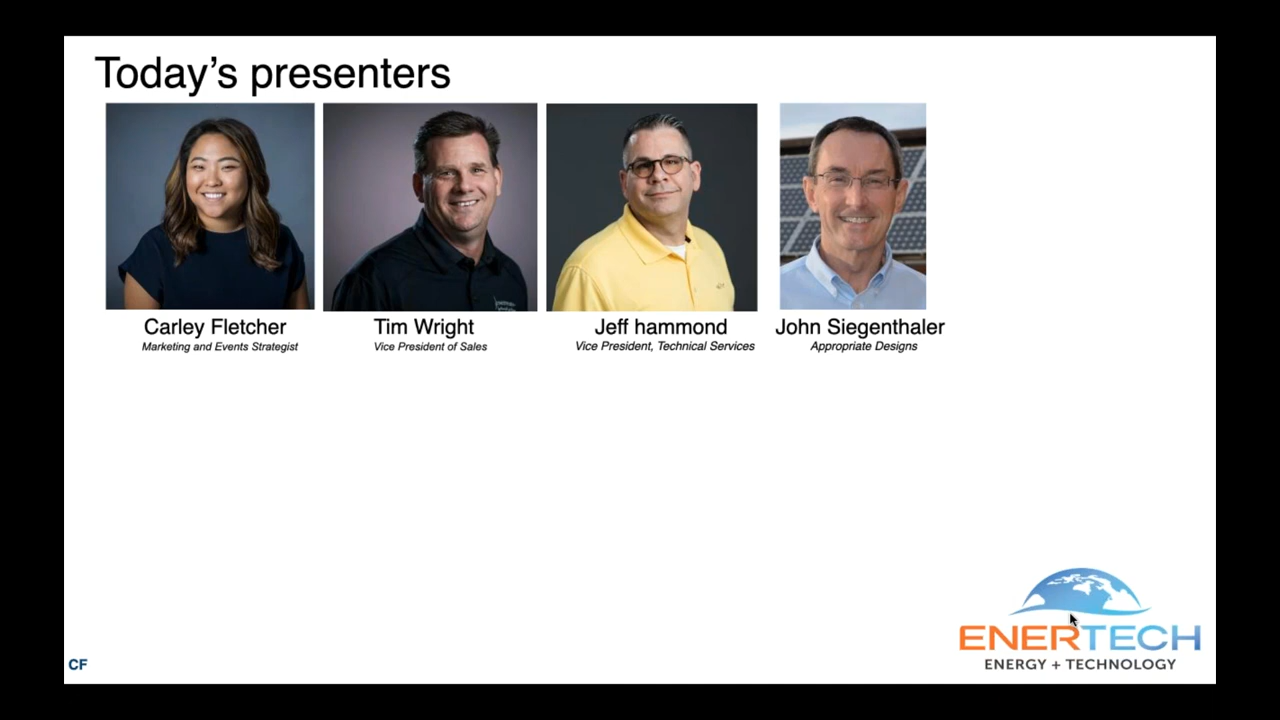 Today's presenters
Carley Fletcher
Marketing and Events Strategist
Tim Wright
Vice President of Sales
Jeff hammond
Vice President, Technical Services
John Siegenthaler
Appropriate Designs
ENERTECH
ENERGY + TECHNOLOGY
CF